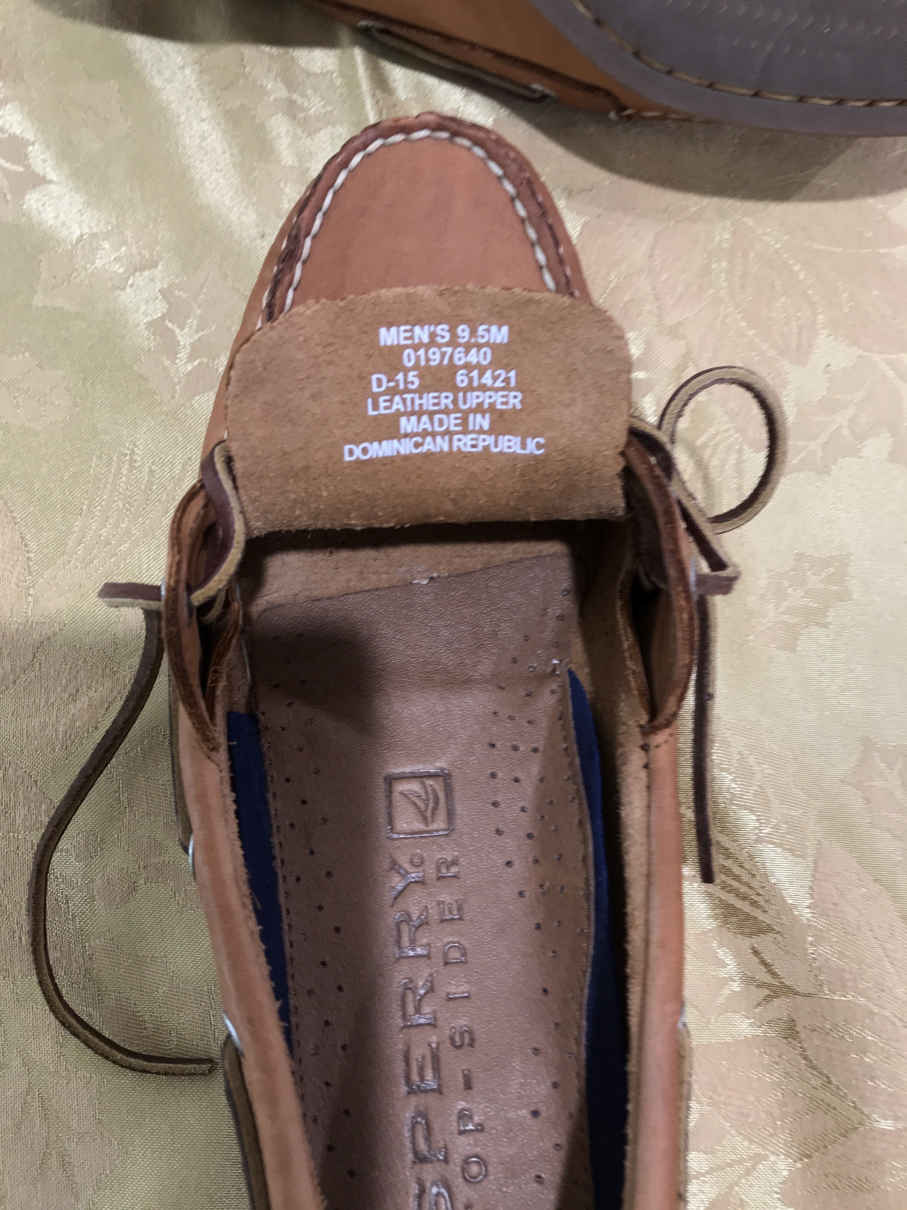 MEN'S 9.5M
0197640
D-15 61421
LEATHER UPPER
MADE IN
DOMINICAN REPUBLIC
SPERRY.
TOP-SIDER